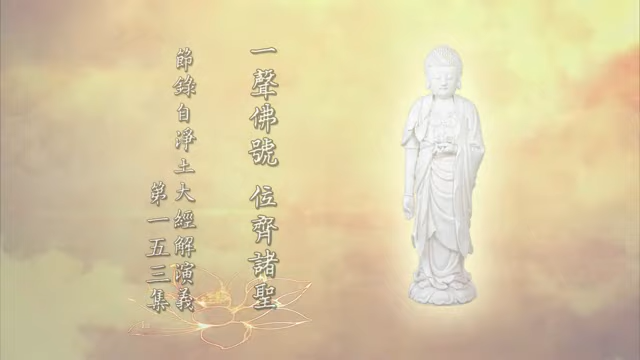 一聲佛號 位齊諸聖
節錄自淨土大經解演義
第一五三集